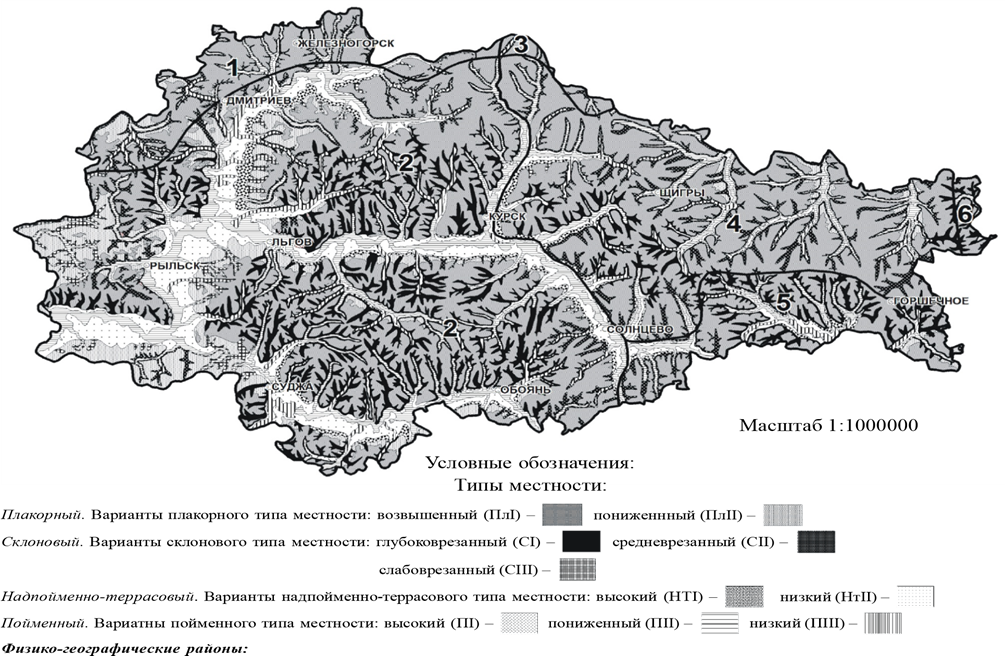 ЖЕЛЕЗНОГОРСК
3
1
ДМИТРИЕВ
2
ЩИГРЫ
КУРСК
6
4
ЛЬГОВ
РЫЛЬСК
5
ГОРШЕЧНОЕ
2
СОЛНЦЕВО
СУДЖА
ОБОЯНЬ
Масштаб 1:1000000
Условные обозначения:
Типы местности:
Плакорный. Варианты плакорного типа местности: возвышенный (ПлI) – пониженнный (ПлII) –
Склоновый. Варианты склонового типа местности: глубоковрезанный (СI) – средневрезанный (СII) –
слабоврезанный (СIII) –
Надпойменно-террасовый. Варианты надпойменно-террасового типа местности: высокий (НТI) – низкий (НтII) –
Пойменный. Вариатны пойменного типа местности: высокий (ПI) – пониженный (ПII) – низкий (ПIII) –
Физико-географические районы: